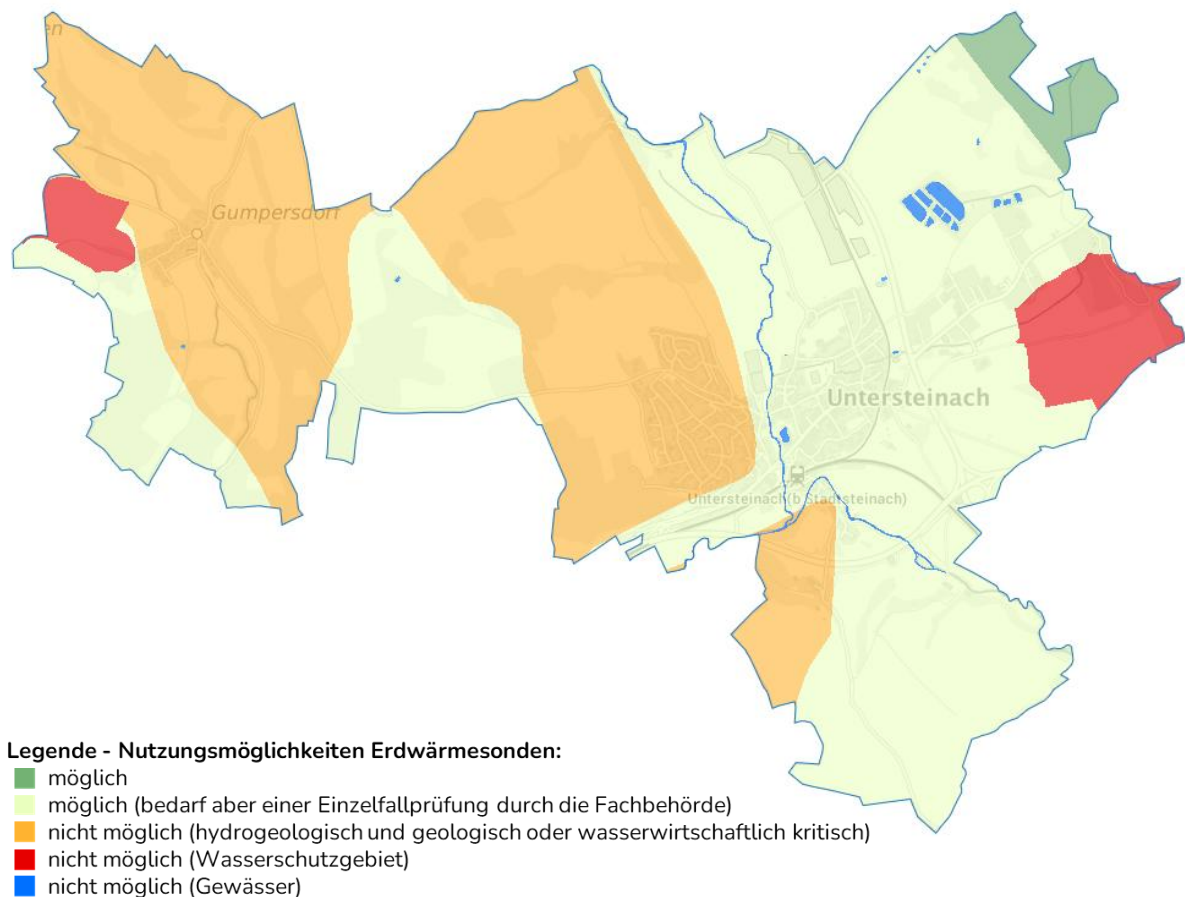 en
Gumpersdorf
Untersteinach
Untersteinach (b Stadtsteinach)
Legende - Nutzungsmöglichkeiten Erdwärmesonden:
möglich
möglich (bedarf aber einer Einzelfallprüfung durch die Fachbehörde)
nicht möglich (hydrogeologisch und geologisch oder wasserwirtschaftlich kritisch)
nicht möglich (Wasserschutzgebiet)
nicht möglich (Gewässer)